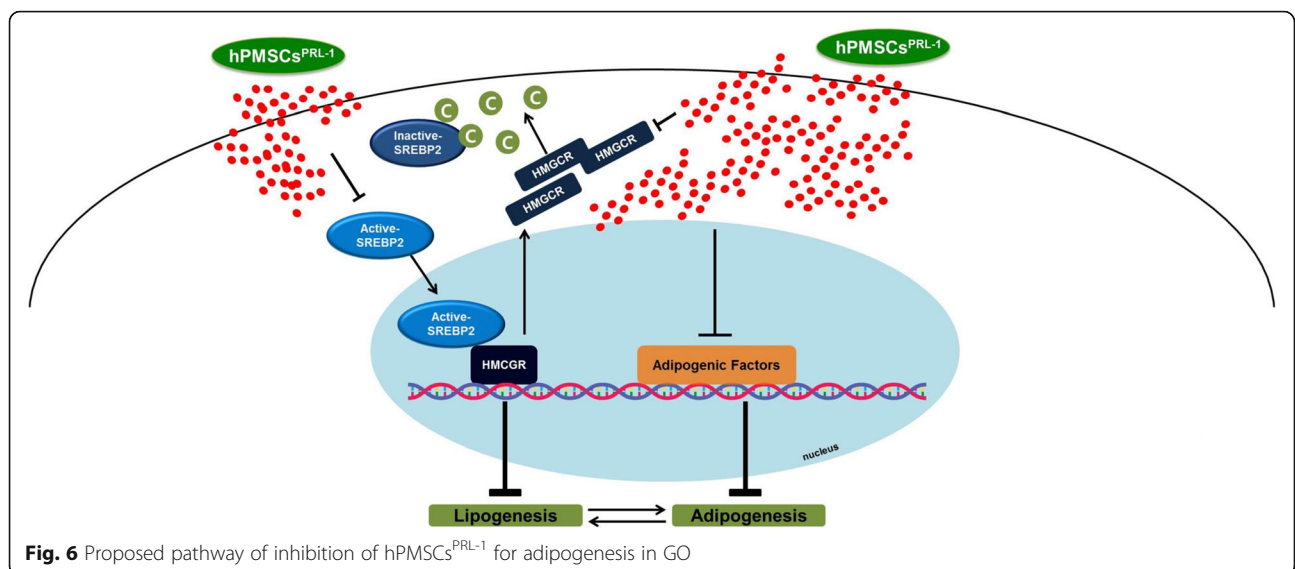 hPMSCsPRL-1
hPMSCsPRL-1
C
C
C
C
C
C
Inactive-
SREBP2
HMGCR
HMGCR
HMGCR
Active-
SREBP2
Active-
SREBP2
HMCGR
Adipogenic Factors
nucleus
Lipogenesis
Adipogenesis
Fig. 6 Proposed pathway of inhibition of hPMSCsPRL-1 for adipogenesis in GO